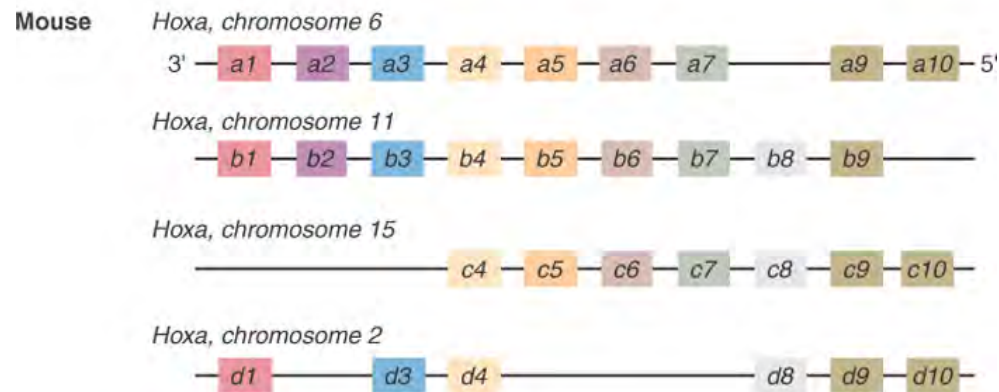 Mouse Hoxa, chromosome 6
3' a1 a2 a3 a4 a5 a6 a7 a9 a10 5'
Hoxa, chromosome 11
b1 b2 b3 b4 b5 b6 b7 b8 b9
Hoxa, chromosome 15
c4 c5 c6 c7 c8 c9 c10
Hoxa, chromosome 2
d1 d3 d4 d8 d9 d10